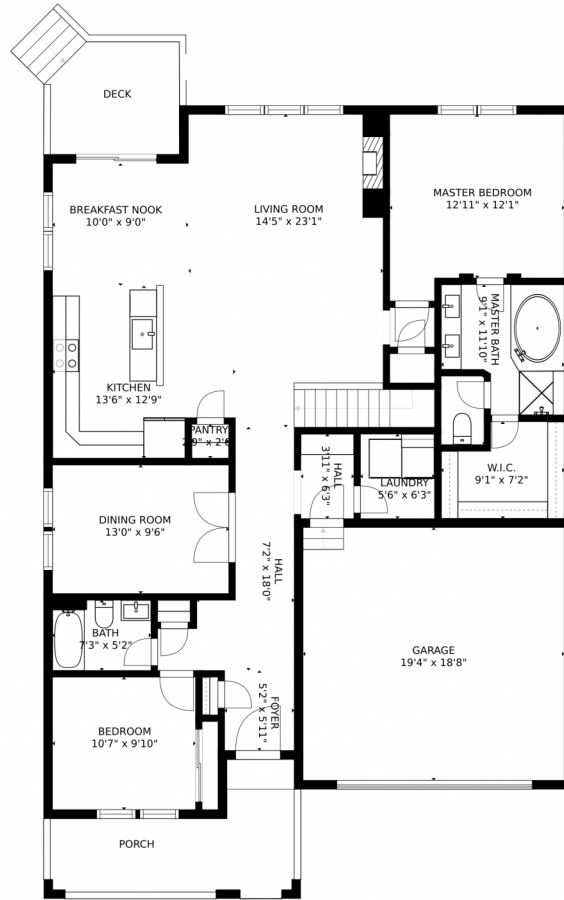 DECK
BREAKFAST NOOK
10'0" x 9'0"
LIVING ROOM
14'5" x 23'1"
MASTER BEDROOM
12'11" x 12'1"
MASTER BATH
9'1" x 11'10"
KITCHEN
13'6" x 12'9"
PANTRY
2'9" x 2'6
HALL
3'11" x 6'3"
LAUNDRY
5'6" x 6'3"
W.I.C.
9'1" x 7'2"
DINING ROOM
13'0" x 9'6"
HALL
7'2" x 18'0"
BATH
7'3" x 5'2"
GARAGE
19'4" x 18'8"
FOYER
5'2" x 5'11"
BEDROOM
10'7" x 9'10"
PORCH